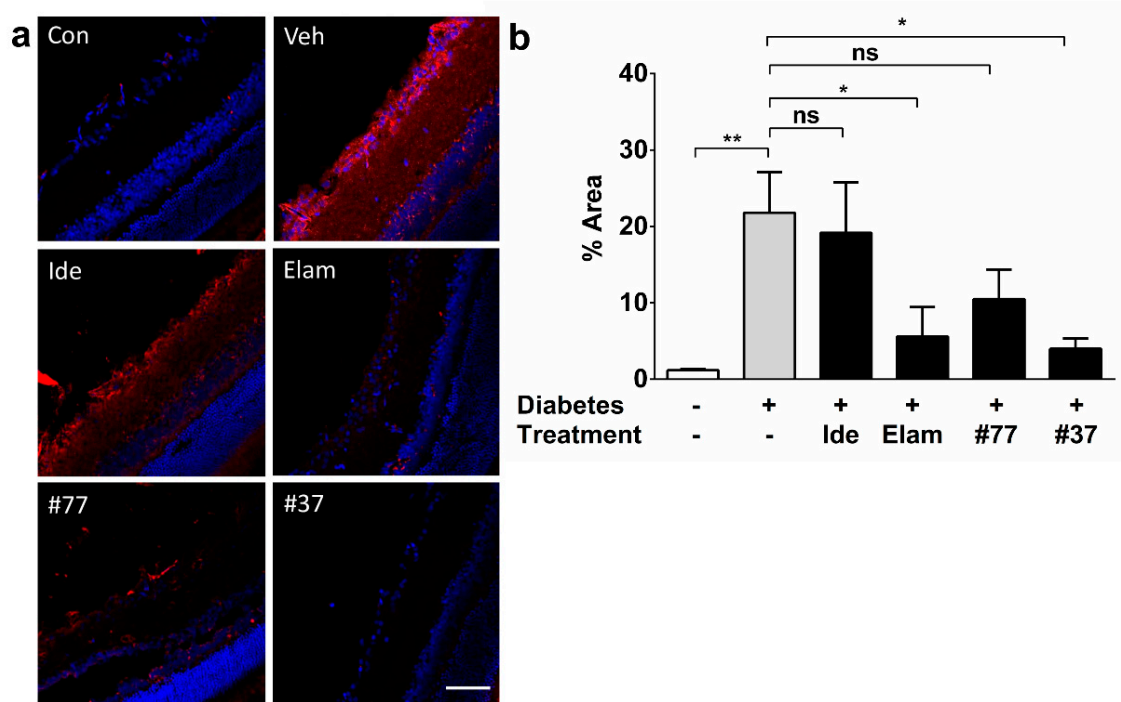 a
Con
Veh
Ide
Elam
#77
#37
b
*
ns
*
ns
**
% Area
40
30
20
10
0
Diabetes - + + + + +
Treatment - - Ide Elam #77 #37